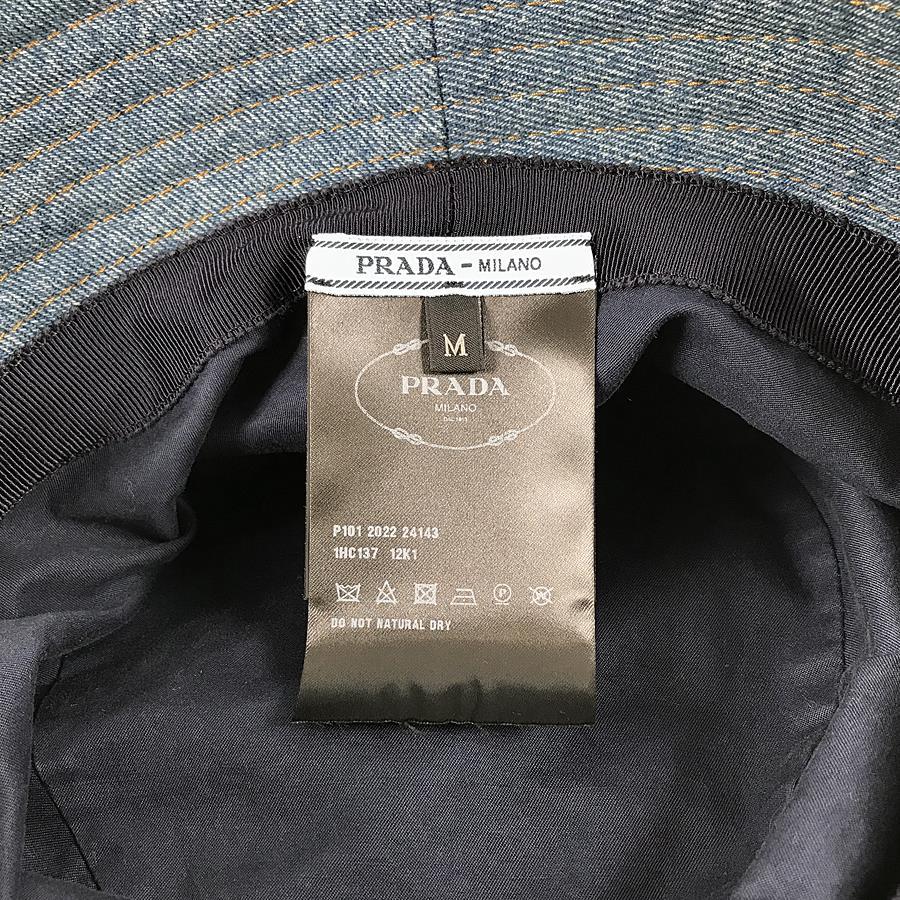 PRADA - MILANO
M
PRADA
MILANO
P101 2022 24143
1HC137 12K1
P
DO NOT NATURAL DRY